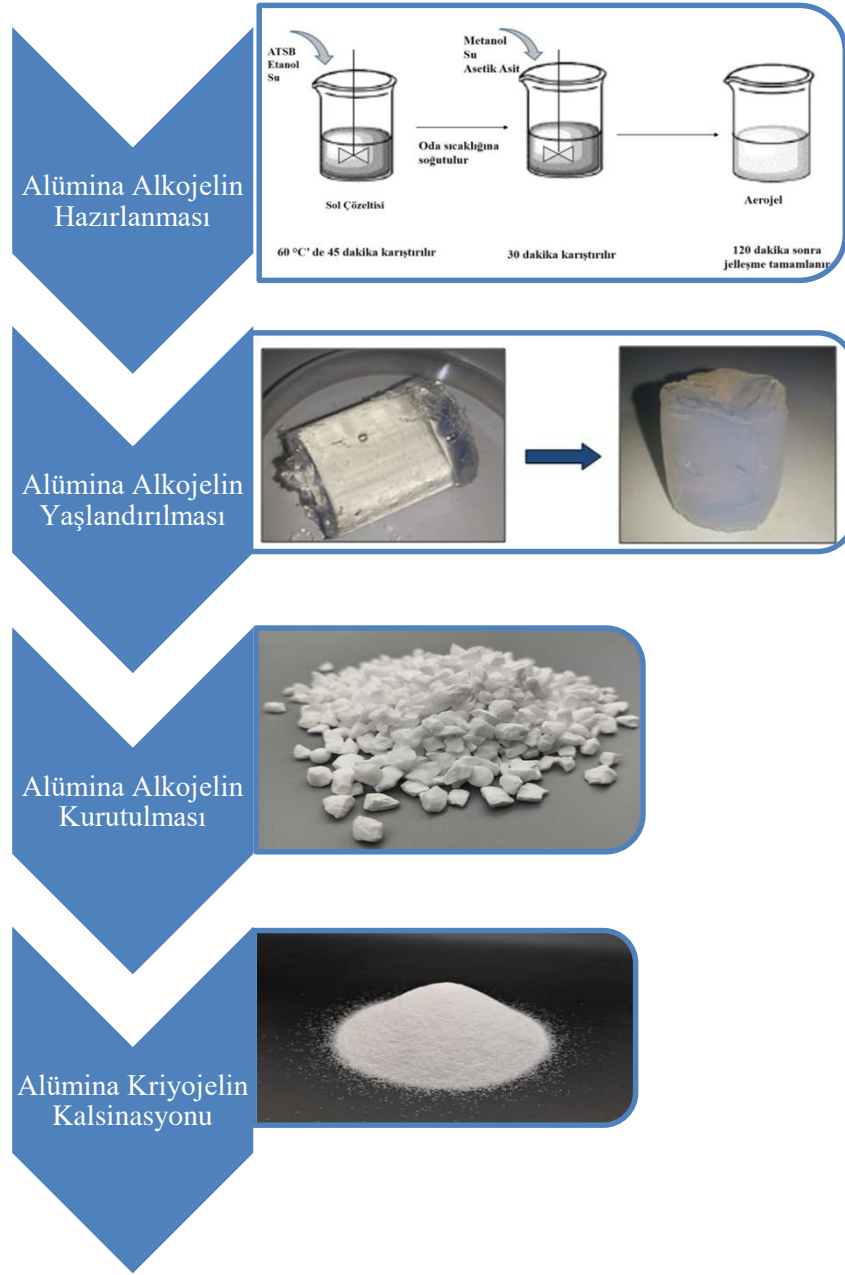 ATSB
Etanol
Su
Metanol
Su
Asetik Asit
Oda sıcaklığına
soğutulur
Sol Çözeltisi
Aerojel
60 °C' de 45 dakika karıştırılır
30 dakika karıştırılır
120 dakika sonra
jelleşme tamamlanır
Alümina Alkojelin
Hazırlanması
Alümina Alkojelin
Yaşlandırılması
Alümina Alkojelin
Kurutulması
Alümina Kriyojelin
Kalsinasyonu